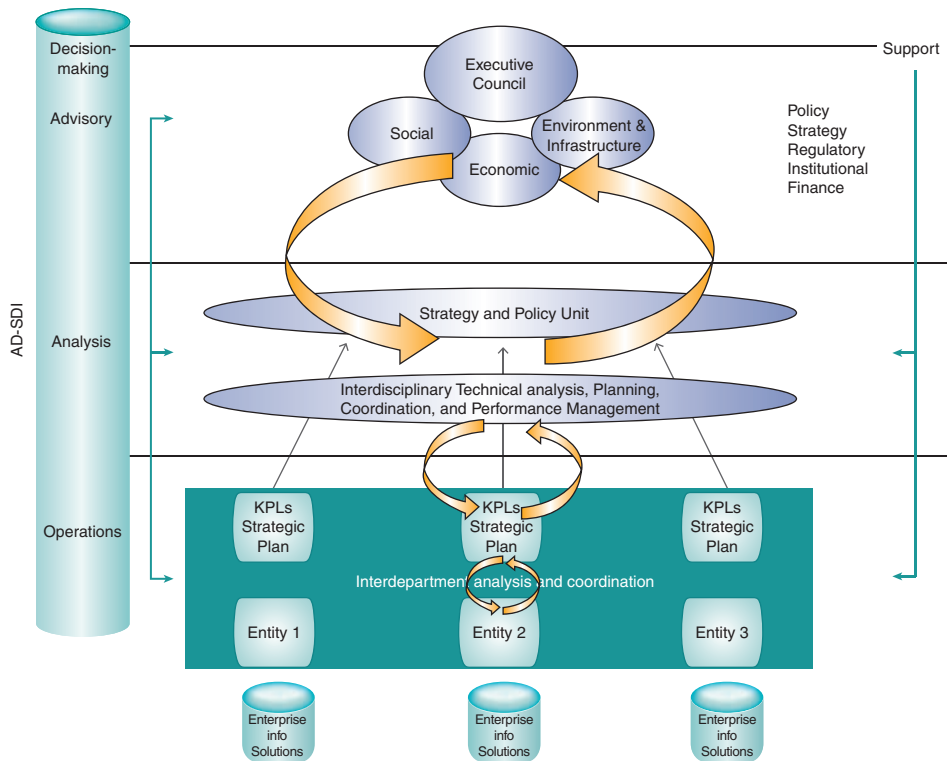 Decision-
making
Support
Executive
Council
Advisory
Social
Environment &
Infrastructure
Economic
Policy
Strategy
Regulatory
Institutional
Finance
AD-SDI
Analysis
Strategy and Policy Unit
Interdisciplinary Technical analysis, Planning,
Coordination, and Performance Management
Operations
KPLs
Strategic
Plan
KPLs
Strategic
Plan
KPLs
Strategic
Plan
Interdepartment analysis and coordination
Entity 1
Entity 2
Entity 3
Enterprise
info
Solutions
Enterprise
info
Solutions
Enterprise
info
Solutions